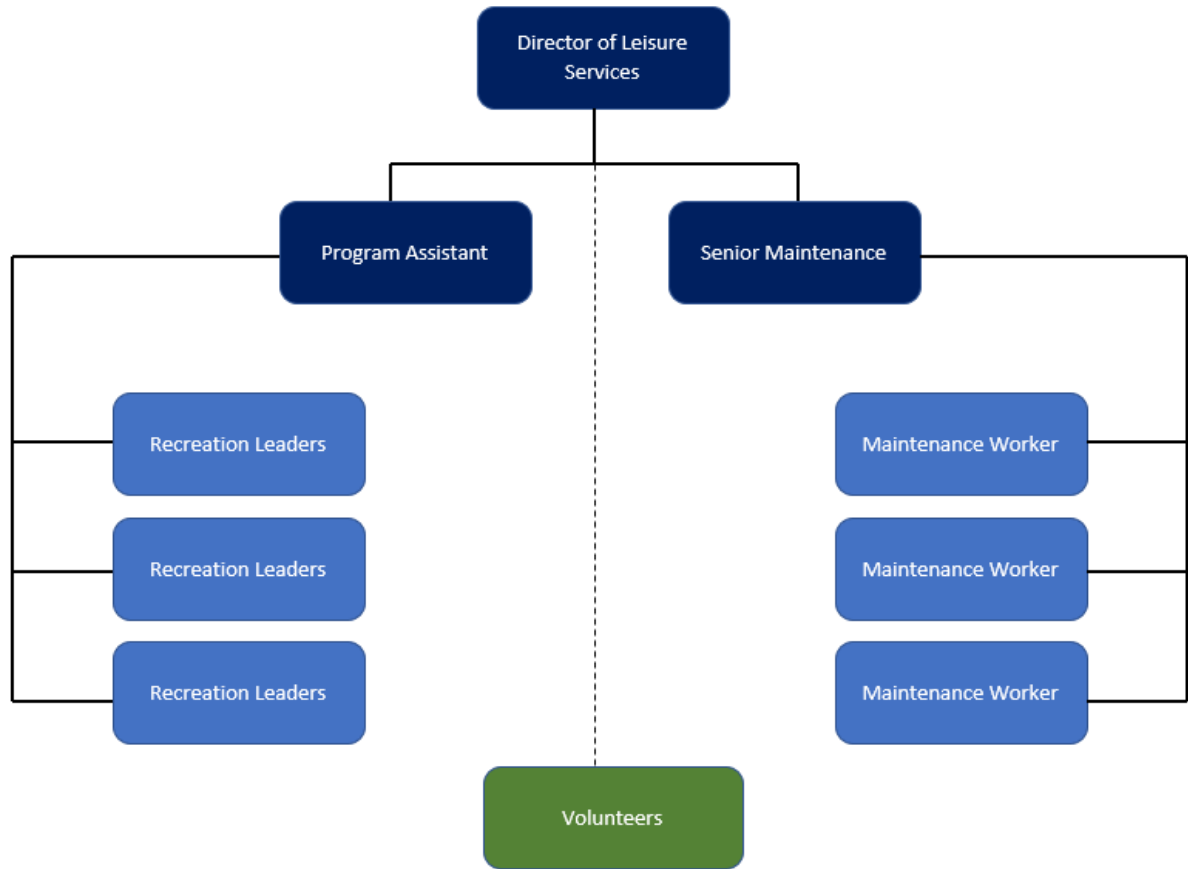 Director of Leisure
Services
Program Assistant
Senior Maintenance
Recreation Leaders
Maintenance Worker
Recreation Leaders
Maintenance Worker
Recreation Leaders
Maintenance Worker
Volunteers